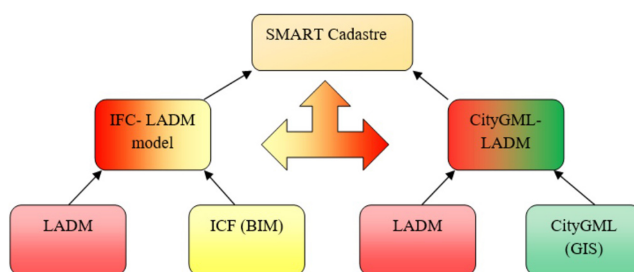 SMART Cadastre
IFC- LADM
model
CityGML-
LADM
LADM
ICF (BIM)
LADM
CityGML
(GIS)